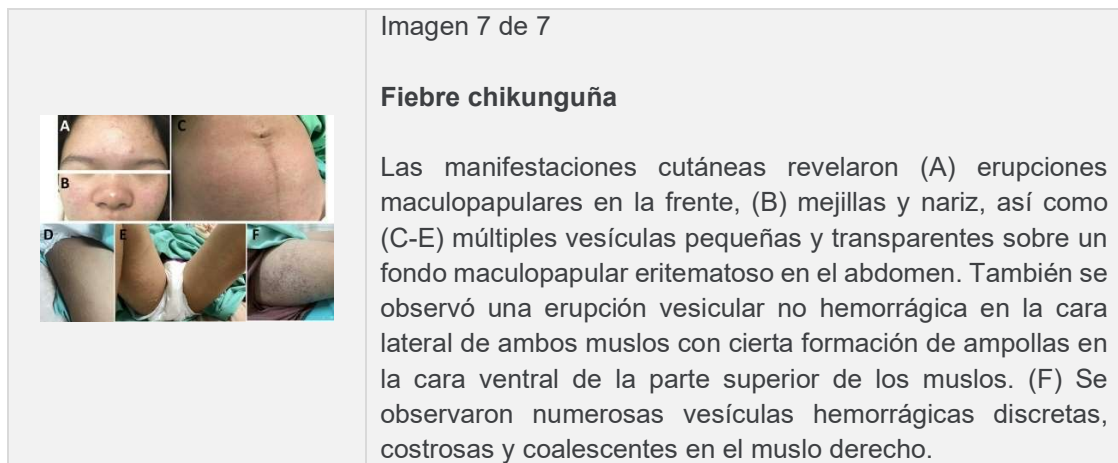 Imagen 7 de 7
Fiebre chikunguña
A
C
B
D
E
F
Las manifestaciones cutáneas revelaron (A) erupciones
maculopapulares en la frente, (B) mejillas y nariz, así como
(C-E) múltiples vesículas pequeñas y transparentes sobre un
fondo maculopapular eritematoso en el abdomen. También se
observó una erupción vesicular no hemorrágica en la cara
lateral de ambos muslos con cierta formación de ampollas en
la cara ventral de la parte superior de los muslos. (F) Se
observaron numerosas vesículas hemorrágicas discretas,
costrosas y coalescentes en el muslo derecho.